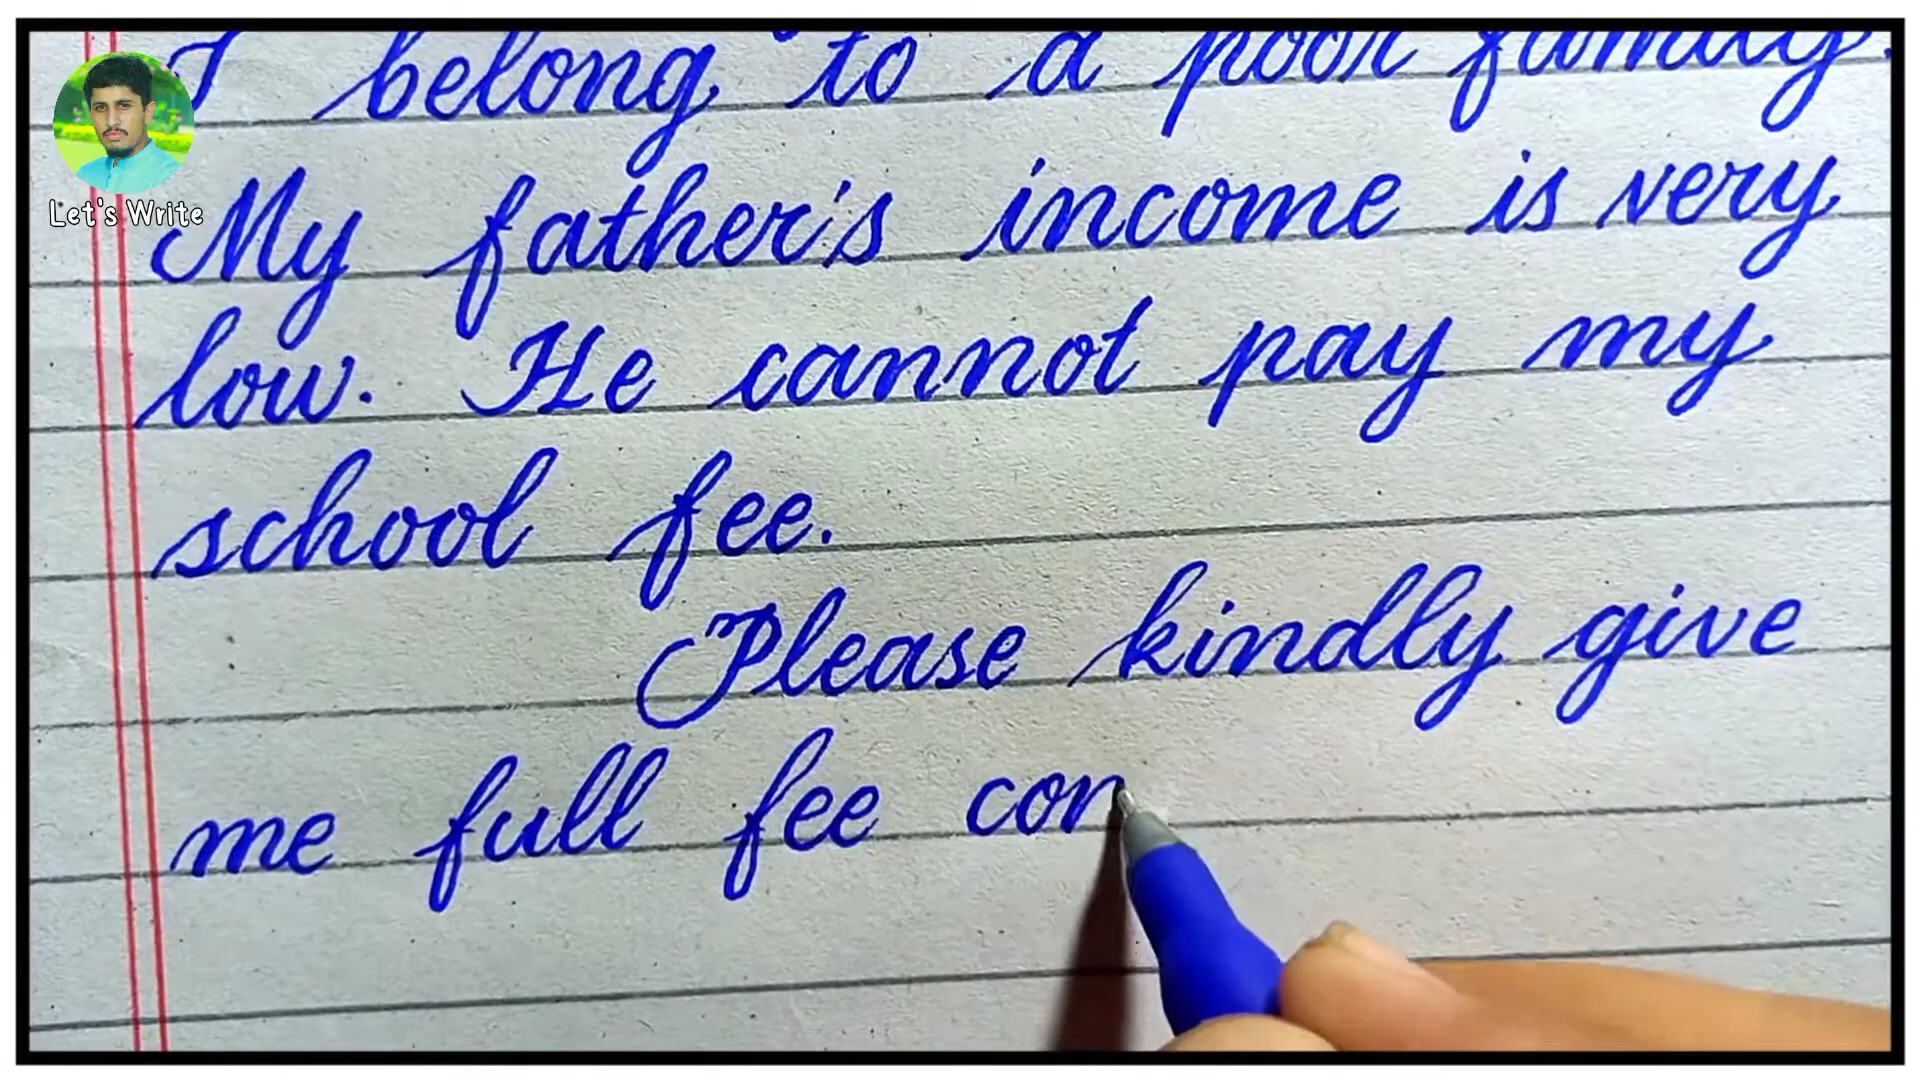 I belong to a poor family.
Let's Write
My father's income is very
low. He cannot pay my
school fee.
Please kindly give
me full fee con